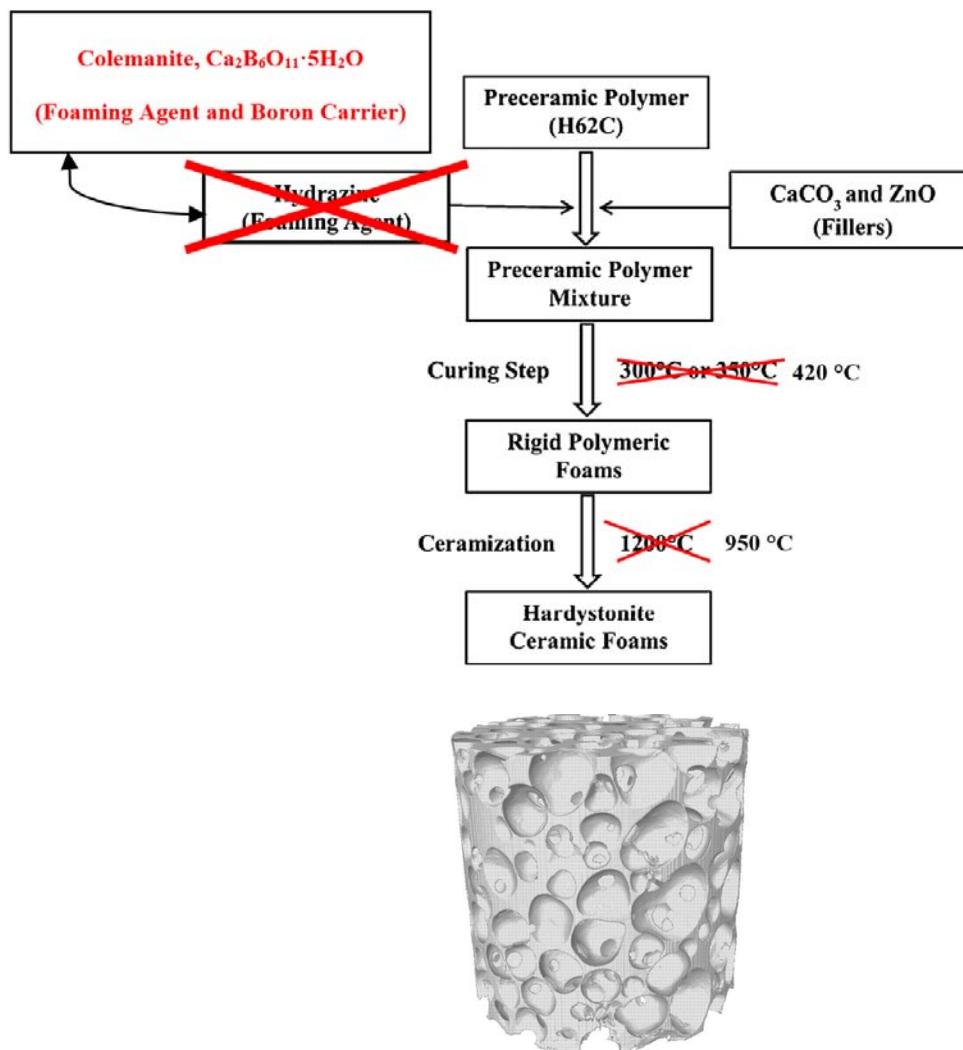 Colemanite, Ca₂B₆O₁₁·5H₂O
(Foaming Agent and Boron Carrier)
Preceramic Polymer
(H62C)
Hydrazine
(Foaming Agent)
CaCO₃ and ZnO
(Fillers)
Preceramic Polymer
Mixture
Curing Step
300°C or 350°C 420 °C
Rigid Polymeric
Foams
Ceramization
1200°C 950 °C
Hardystonite
Ceramic Foams